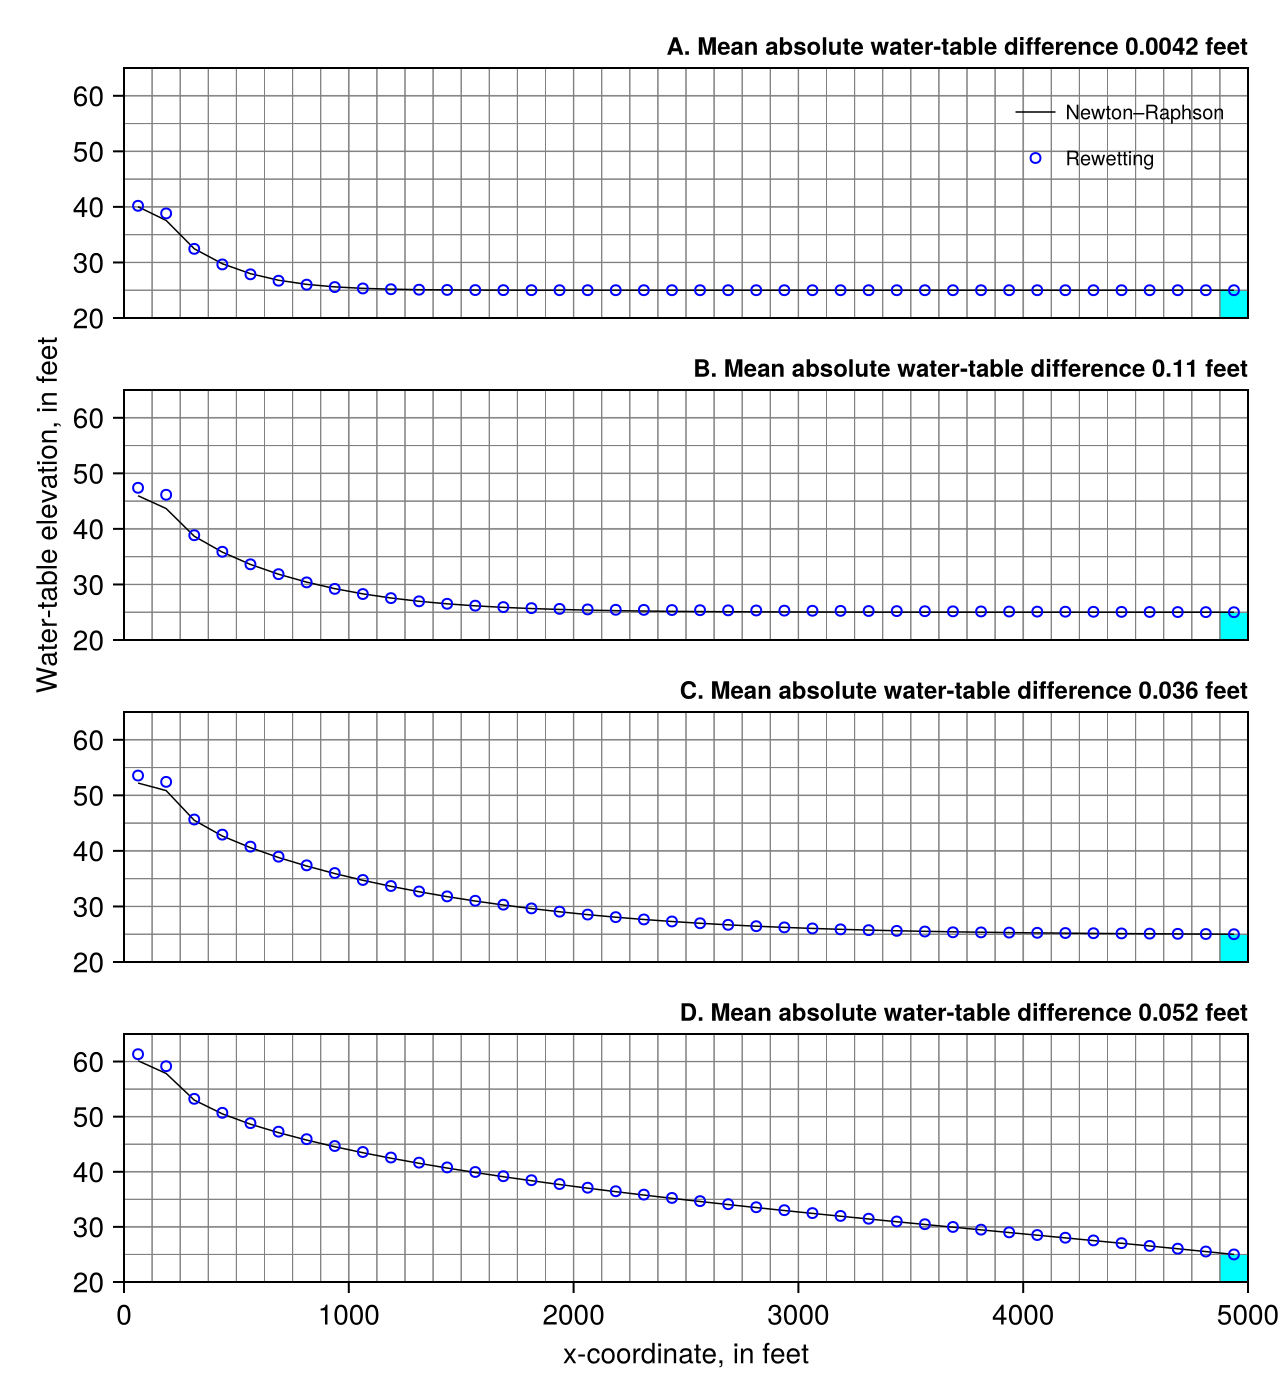 A. Mean absolute water-table difference 0.0042 feet
60
50
40
30
20
Newton–Raphson
Rewetting
B. Mean absolute water-table difference 0.11 feet
60
50
40
30
20
Water-table elevation, in feet
C. Mean absolute water-table difference 0.036 feet
60
50
40
30
20
D. Mean absolute water-table difference 0.052 feet
60
50
40
30
20
0 1000 2000 3000 4000 5000
x-coordinate, in feet